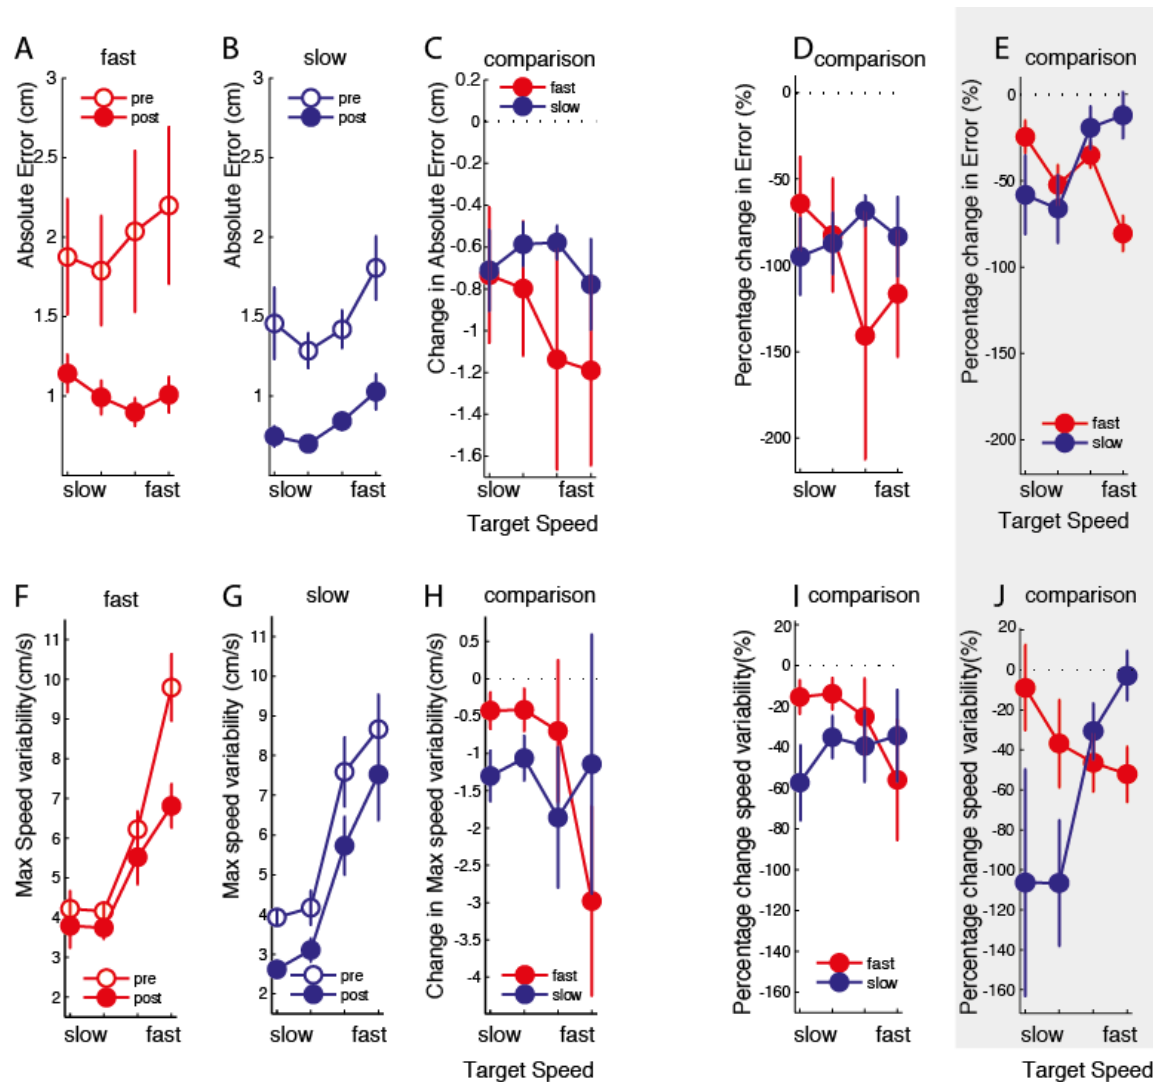 A
fast
Absolute Error (cm)
3
2.5
2
1.5
1
pre
post
slow fast
B
slow
Absolute Error (cm)
3
2.5
2
1.5
1
pre
post
slow fast
C
comparison
Change in Absolute Error (cm)
0.2
0
-0.2
-0.4
-0.6
-0.8
-1
-1.2
-1.4
-1.6
fast
slow
slow fast
Target Speed
D
comparison
Percentage change in Error (%)
0
-50
-100
-150
-200
slow fast
E
comparison
Percentage change in Error (%)
0
-50
-100
-150
-200
fast
slow
slow fast
Target Speed
F
fast
Max Speed variability(cm/s)
11
10
9
8
7
6
5
4
3
2
pre
post
slow fast
G
slow
Max speed variability (cm/s)
11
10
9
8
7
6
5
4
3
2
pre
post
slow fast
H
comparison
Change in Max speed variability(cm/s)
0.5
0
-0.5
-1
-1.5
-2
-2.5
-3
-3.5
-4
fast
slow
slow fast
Target Speed
I
comparison
Percentage change speed variability(%)
20
0
-20
-40
-60
-80
-100
-120
-140
-160
fast
slow
slow fast
J
comparison
Percentage change speed variability(%
20
0
-20
-40
-60
-80
-100
-120
-140
-160
fast
slow
slow fast
Target Speed